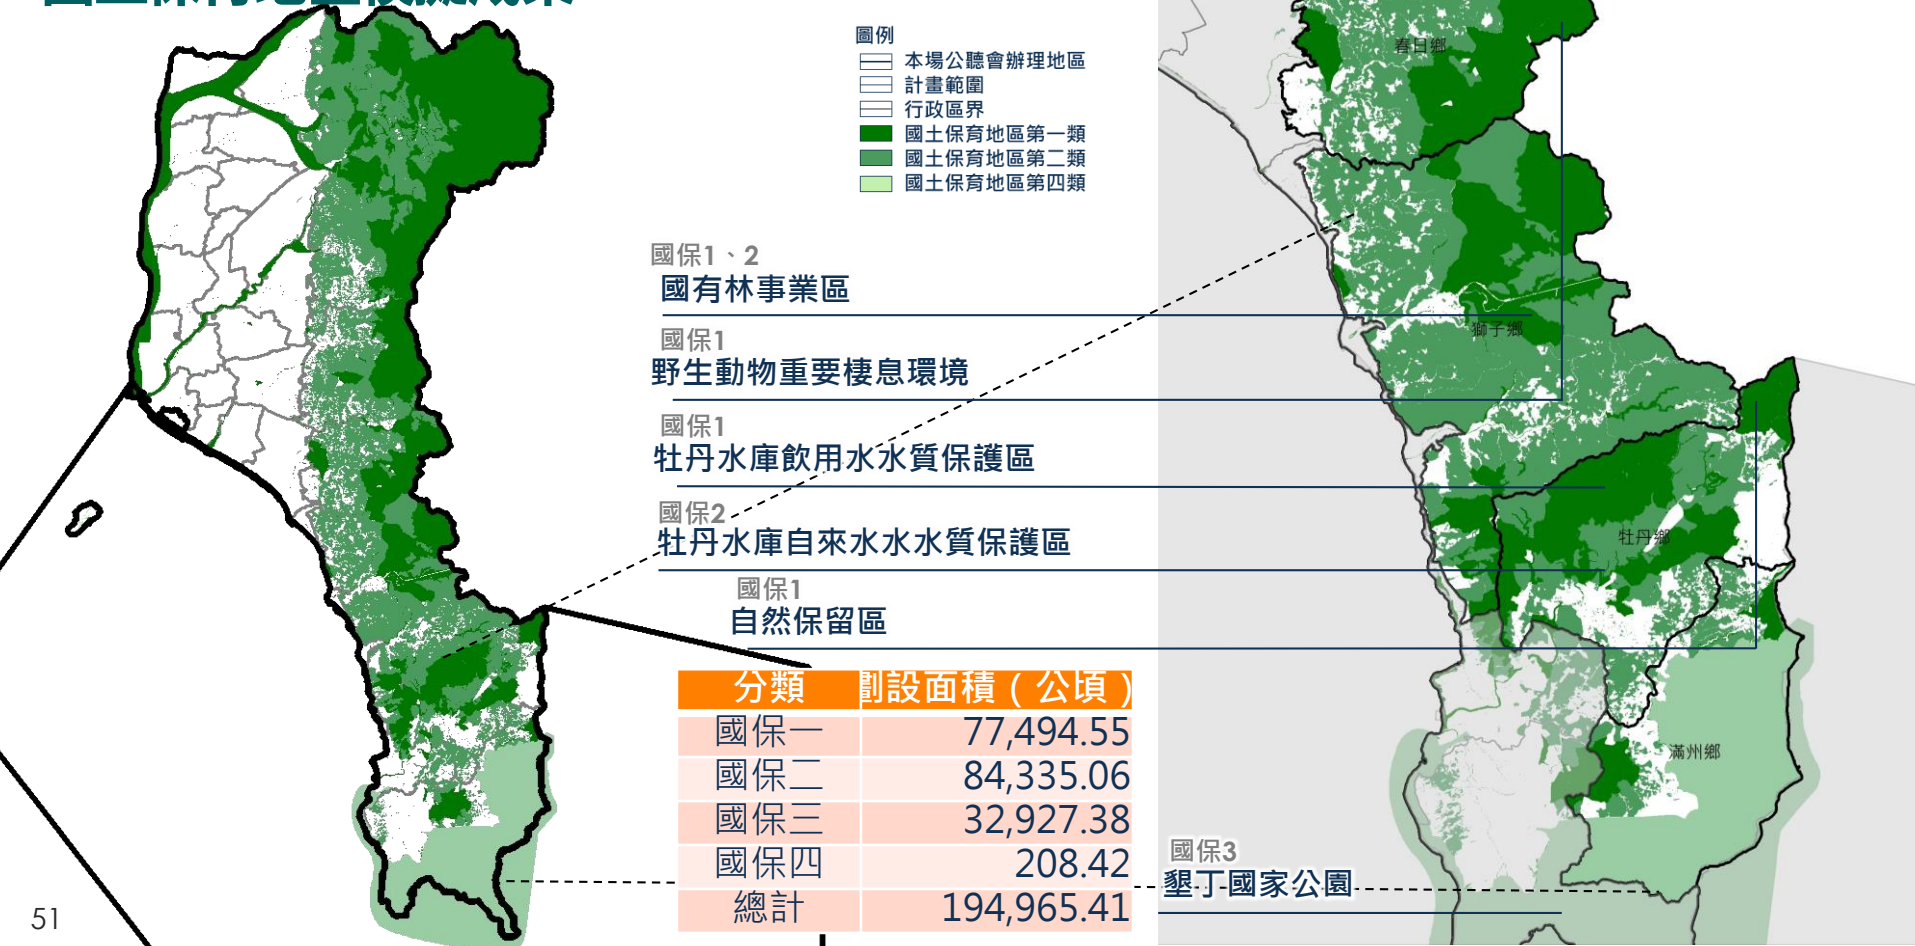 圖例
本場公聽會辦理地區
計畫範圍
行政區界
國土保育地區第一類
國土保育地區第二類
國土保育地區第四類
國保1、2
國有林事業區
國保1
野生動物重要棲息環境
國保1
牡丹水庫飲用水水質保護區
國保2
牡丹水庫自來水水水質保護區
國保1
自然保留區
分類 劃設面積（公頃）
國保一 77,494.55
國保二 84,335.06
國保三 32,927.38
國保四 208.42
總計 194,965.41
春日鄉
獅子鄉
牡丹鄉
滿州鄉
國保3
墾丁國家公園
51